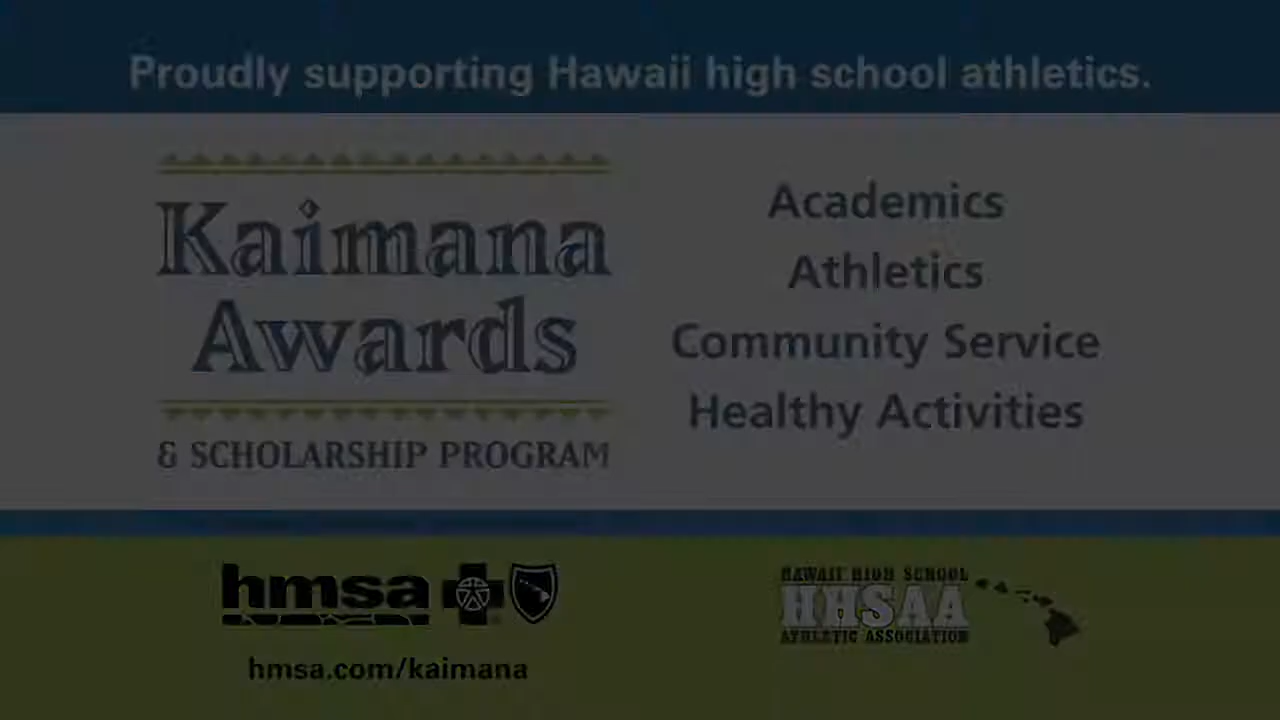 Proudly supporting Hawaii high school athletics.
Kaimana
Awards
& SCHOLARSHIP PROGRAM
Academics
Athletics
Community Service
Healthy Activities
hmsa
hmsa.com/kaimana
HAWAII HIGH SCHOOL
HHSAA
ATHLETIC ASSOCIATION